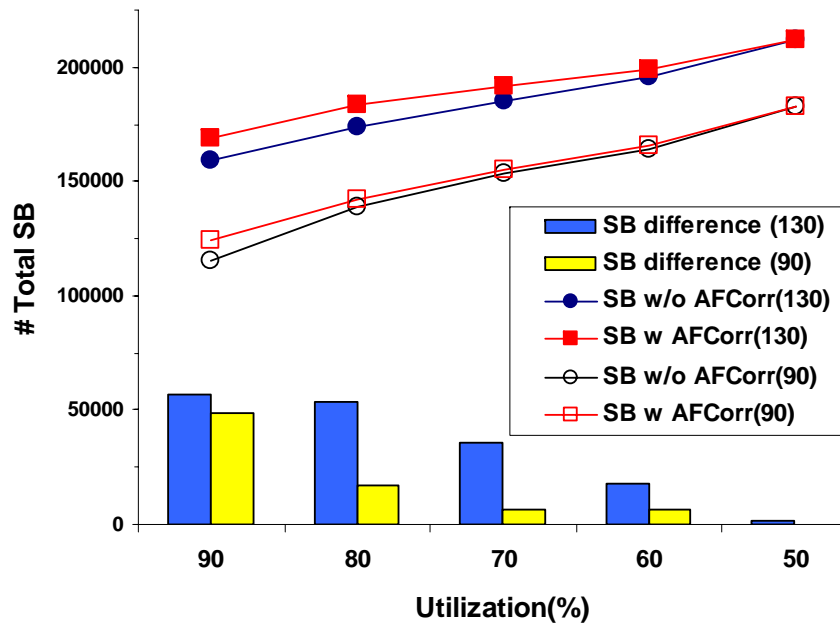 # Total SB
200000
150000
100000
50000
0
SB difference (130)
SB difference (90)
SB w/o AFCorr(130)
SB w AFCorr(130)
SB w/o AFCorr(90)
SB w AFCorr(90)
90 80 70 60 50
Utilization(%)